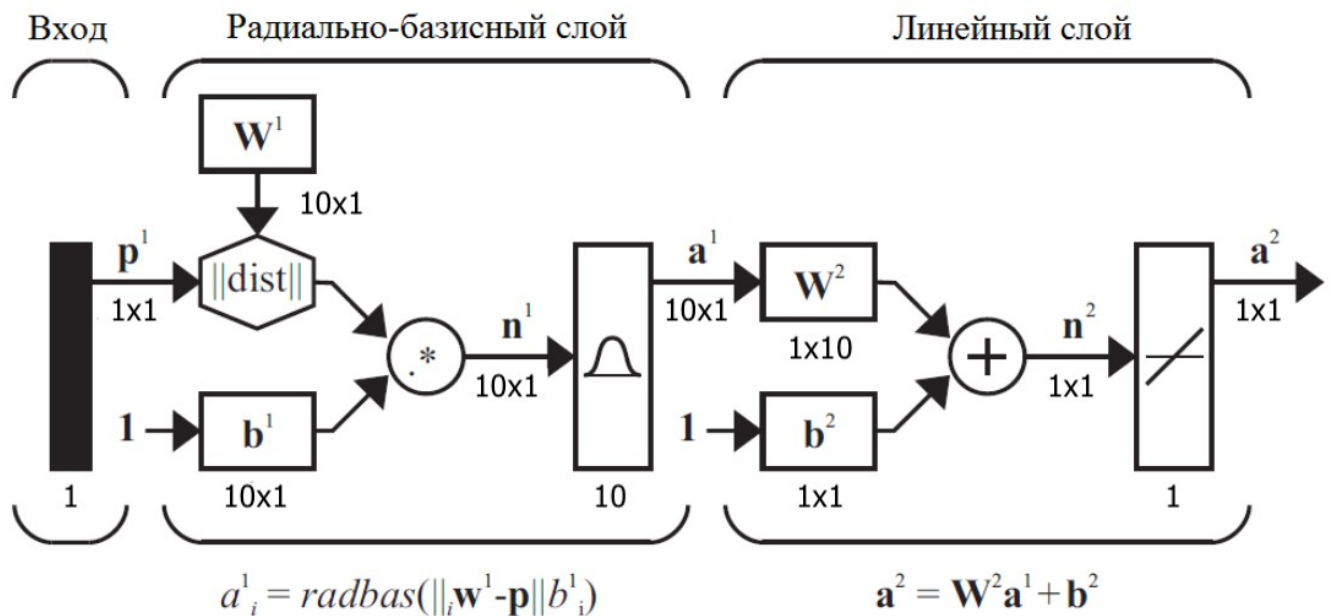 Вход Радиально-базисный слой Линейный слой
W¹
10x1
p¹ ||dist|| a¹ W² a²
1x1 10x1 1x1
.* n¹ 1x10 + n²
10x1 1x1
1 b¹ 1 b²
1 10x1 10 1x1 1
a¹ᵢ = radbas(||ᵢw¹-p||b¹ᵢ) a² = W²a¹+b²